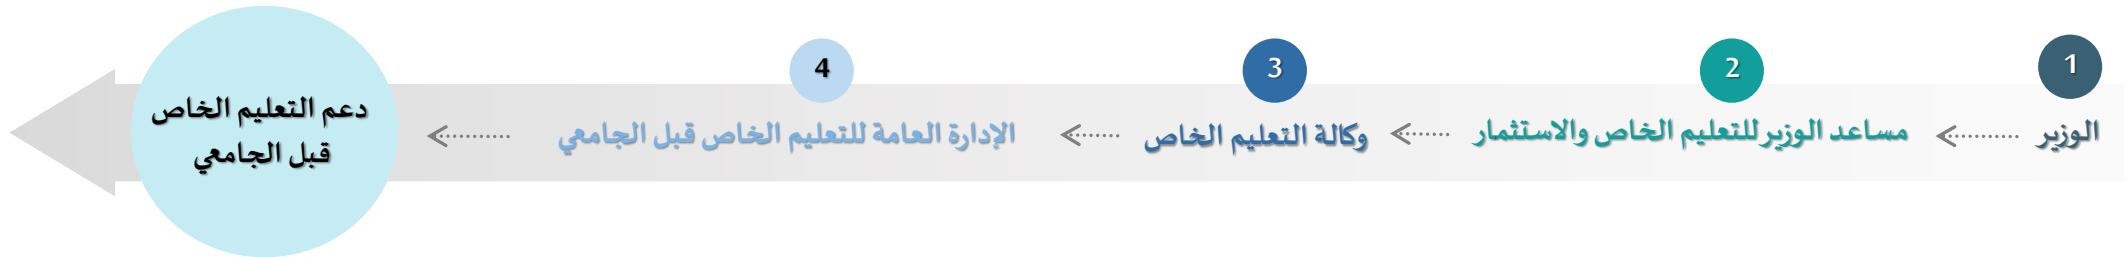 1
الوزير
2
مساعد الوزير للتعليم الخاص والاستثمار
3
وكالة التعليم الخاص
4
الإدارة العامة للتعليم الخاص قبل الجامعي
دعم التعليم الخاص
قبل الجامعي